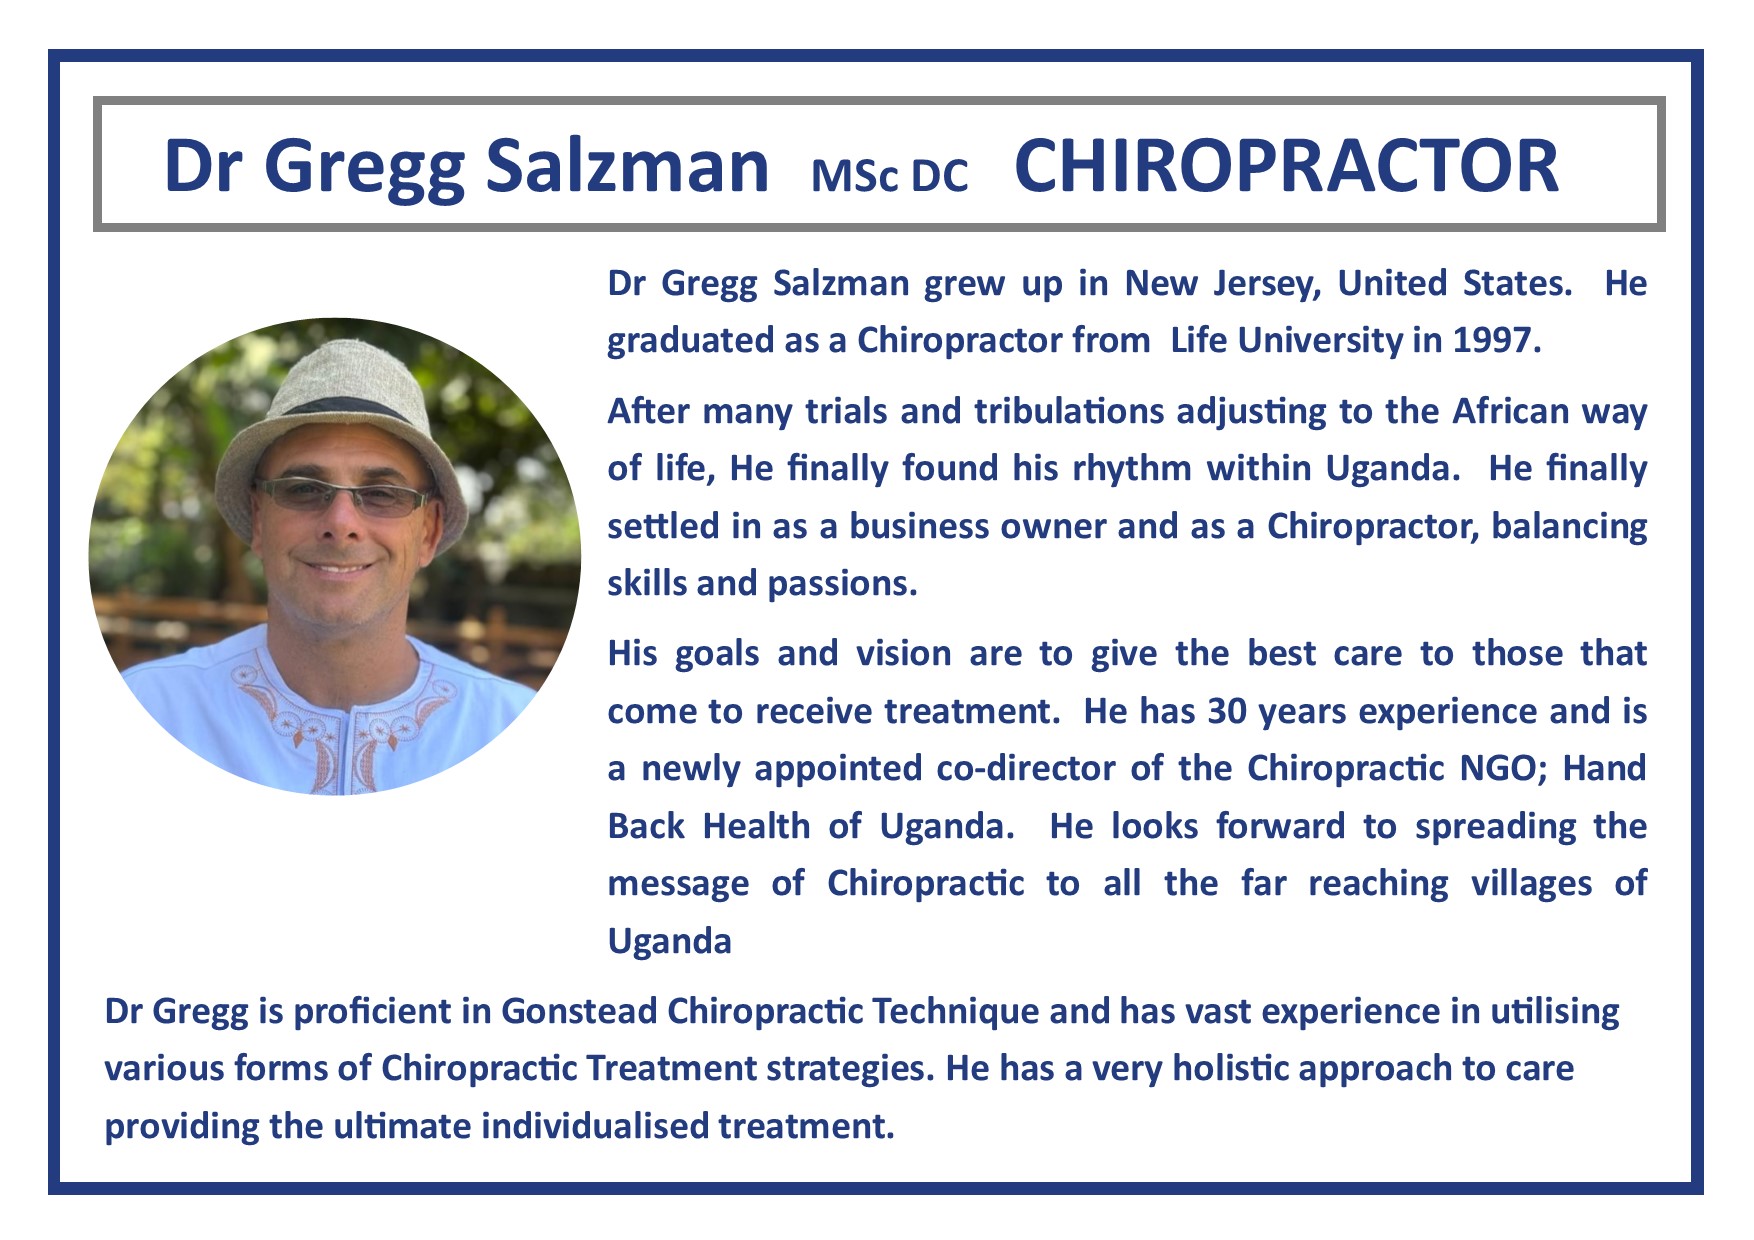 Dr Gregg Salzman MSc DC CHIROPRACTOR
Dr Gregg Salzman grew up in New Jersey, United States. He
graduated as a Chiropractor from Life University in 1997.
After many trials and tribulations adjusting to the African way
of life, He finally found his rhythm within Uganda. He finally
settled in as a business owner and as a Chiropractor, balancing
skills and passions.
His goals and vision are to give the best care to those that
come to receive treatment. He has 30 years experience and is
a newly appointed co-director of the Chiropractic NGO; Hand
Back Health of Uganda. He looks forward to spreading the
message of Chiropractic to all the far reaching villages of
Uganda
Dr Gregg is proficient in Gonstead Chiropractic Technique and has vast experience in utilising
various forms of Chiropractic Treatment strategies. He has a very holistic approach to care
providing the ultimate individualised treatment.